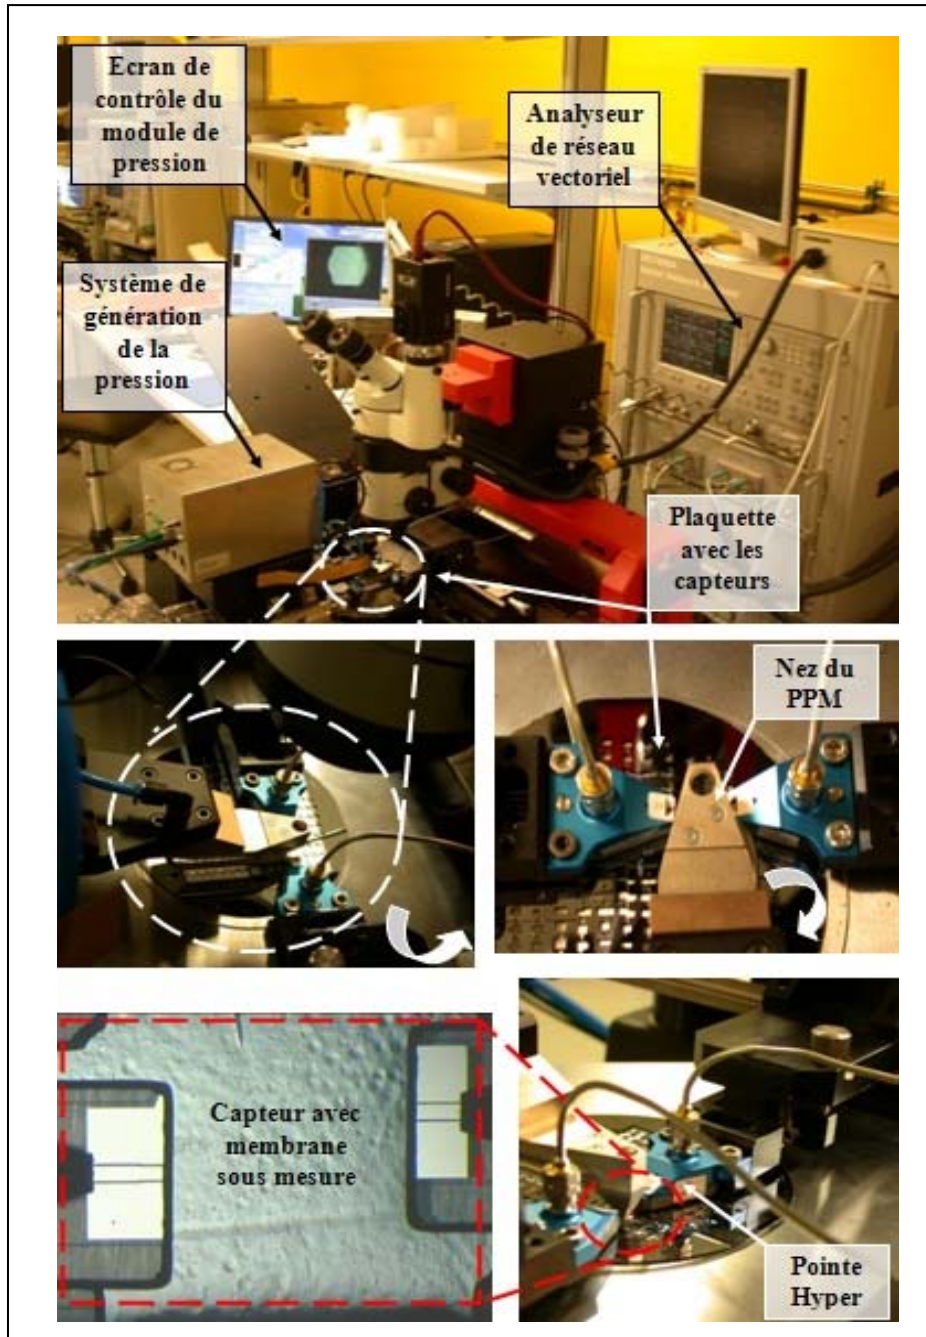 Ecran de
contrôle du
module de
pression
Analyseur
de réseau
vectoriel
Système de
génération
de la
pression
Plaquette
avec les
capteurs
Nez du
PPM
Capteur avec
membrane
sous mesure
Pointe
Hyper